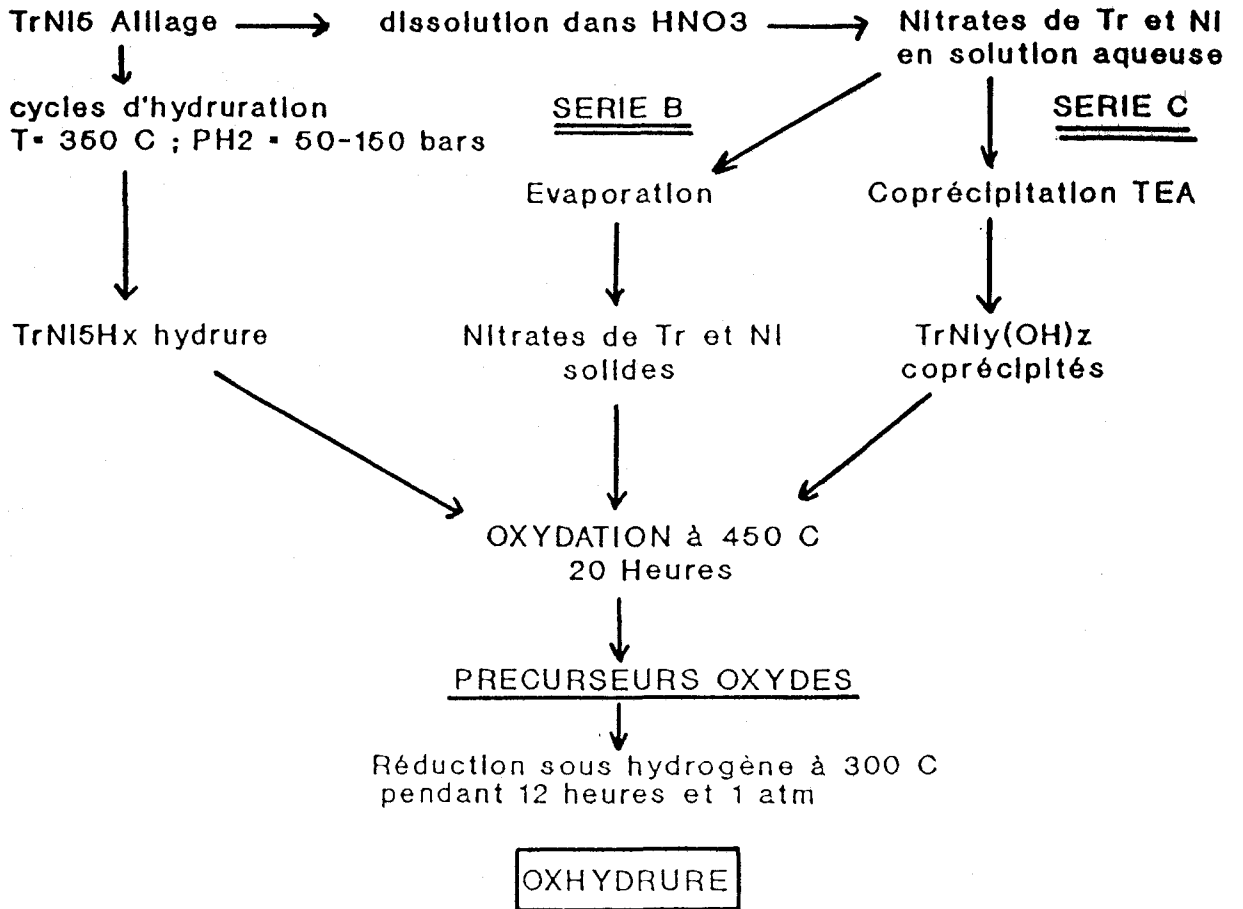 TrNi5 Alliage
dissolution dans HNO3
Nitrates de Tr et Ni
en solution aqueuse
cycles d'hydruration
T= 350 C ; PH2 = 50-150 bars
SERIE B
SERIE C
Evaporation
Coprécipitation TEA
TrNi5Hx hydrure
Nitrates de Tr et Ni
solides
TrNiy(OH)z
coprécipités
OXYDATION à 450 C
20 Heures
PRECURSEURS OXYDES
Réduction sous hydrogène à 300 C
pendant 12 heures et 1 atm
OXHYDRURE